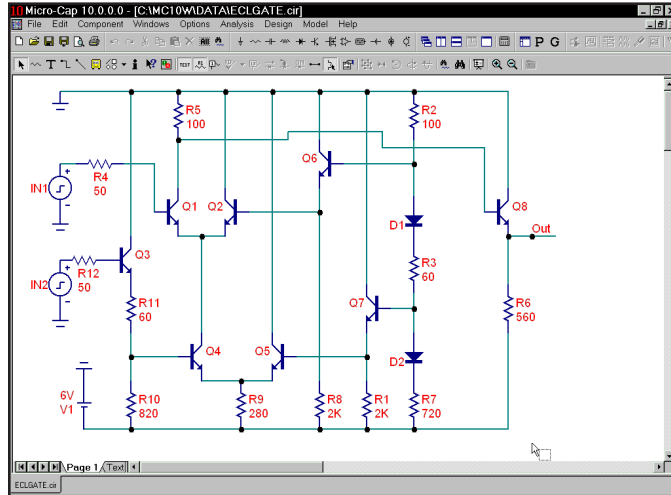 10 Micro-Cap 10.0.0.0 - [C:\MC10W\DATA\ECLGATE.cir]
File Edit Component Windows Options Analysis Design Model Help
T TEXT P G
R5
100
R2
100
Q6
R4
50
IN1
Q1
Q2
Q8
D1
Out
Q3
R12
50
IN2
R3
60
R11
60
Q7
R6
560
Q4
Q5
D2
6V
V1
R10
820
R9
280
R8
2K
R1
2K
R7
720
Page 1 Text
ECLGATE.cir